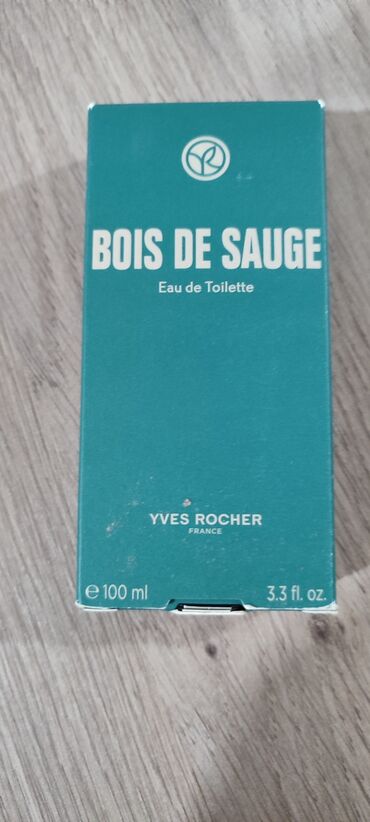 BOIS DE SAUGE
Eau de Toilette
YVES ROCHER
FRANCE
℮ 100 ml 3.3 fl. oz.